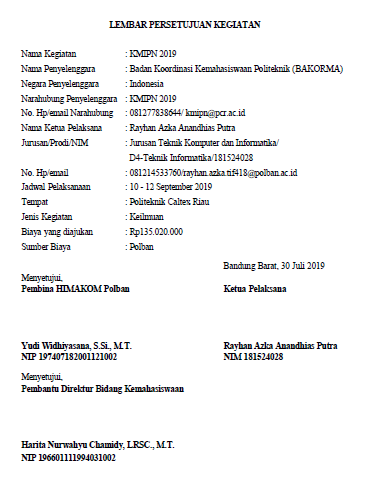 LEMBAR PERSETUJUAN KEGIATAN
Nama Kegiatan : KMIPN 2019
Nama Penyelenggara : Badan Koordinasi Kemahasiswaan Politeknik (BAKORMA)
Negara Penyelenggara : Indonesia
Narahubung Penyelenggara : KMIPN 2019
No. Hp/email Narahubung : 081277838644/ kmipn@pcr.ac.id
Nama Ketua Pelaksana : Rayhan Azka Anandhias Putra
Jurusan/Prodi/NIM : Jurusan Teknik Komputer dan Informatika/
D4-Teknik Informatika/181524028
No. Hp/email : 081214533760/rayhan.azka.tif418@polban.ac.id
Jadwal Pelaksanaan : 10 - 12 September 2019
Tempat : Politeknik Caltex Riau
Jenis Kegiatan : Keilmuan
Biaya yang diajukan : Rp135.020.000
Sumber Biaya : Polban
Bandung Barat, 30 Juli 2019
Menyetujui,
Pembina HIMAKOM Polban Ketua Pelaksana
Yudi Widhiyasana, S.Si., M.T. Rayhan Azka Anandhias Putra
NIP 197407182001121002 NIM 181524028
Menyetujui,
Pembantu Direktur Bidang Kemahasiswaan
Harita Nurwahyu Chamidy, LRSC., M.T.
NIP 196601111994031002